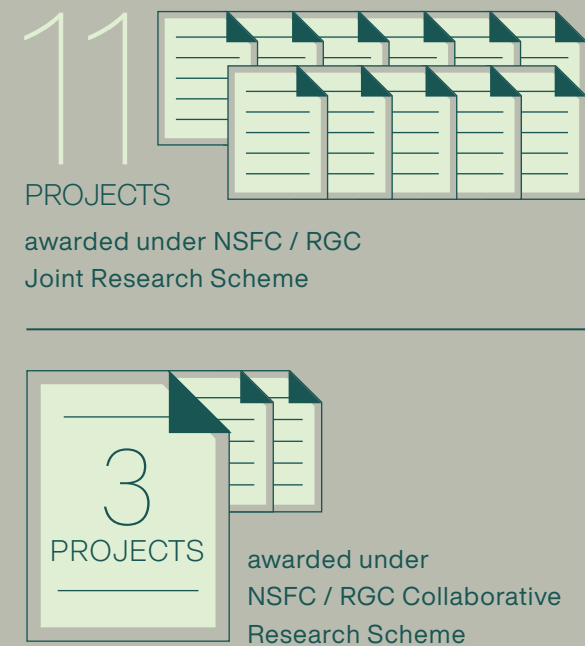 11
PROJECTS
awarded under NSFC / RGC
Joint Research Scheme
3
PROJECTS
awarded under
NSFC / RGC Collaborative
Research Scheme